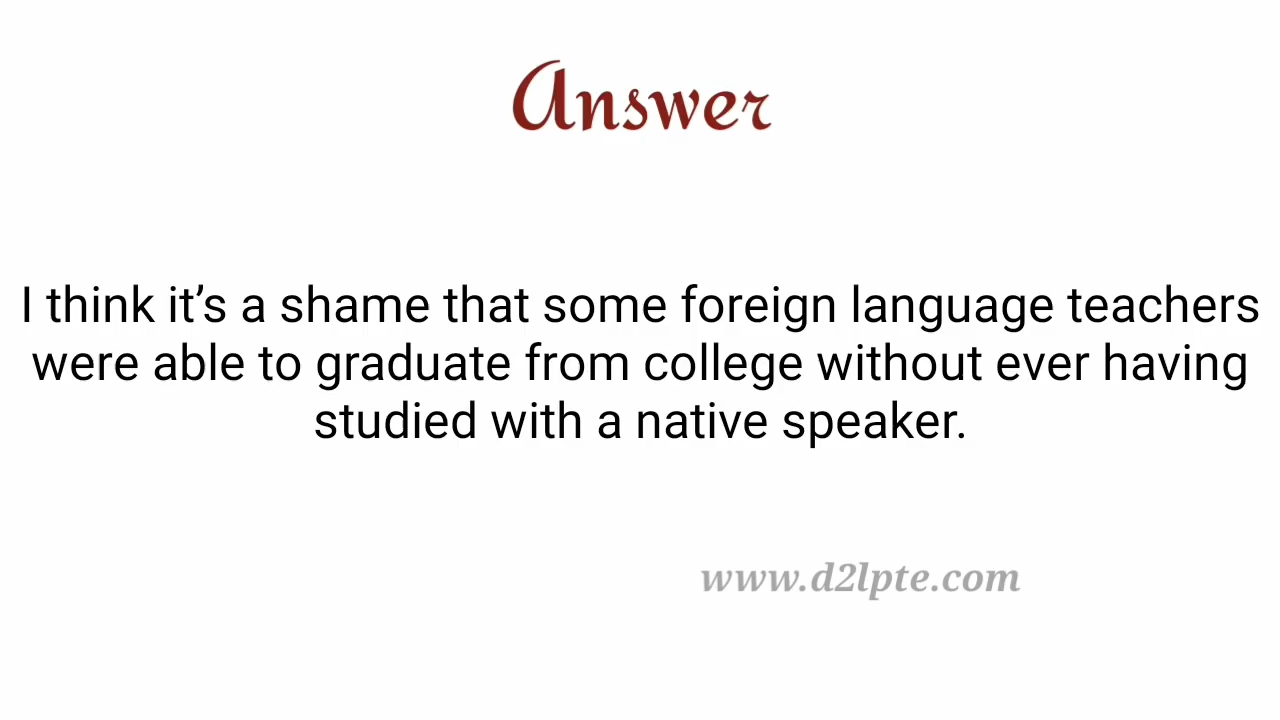 Answer
I think it’s a shame that some foreign language teachers
were able to graduate from college without ever having
studied with a native speaker.
www.d2lpte.com